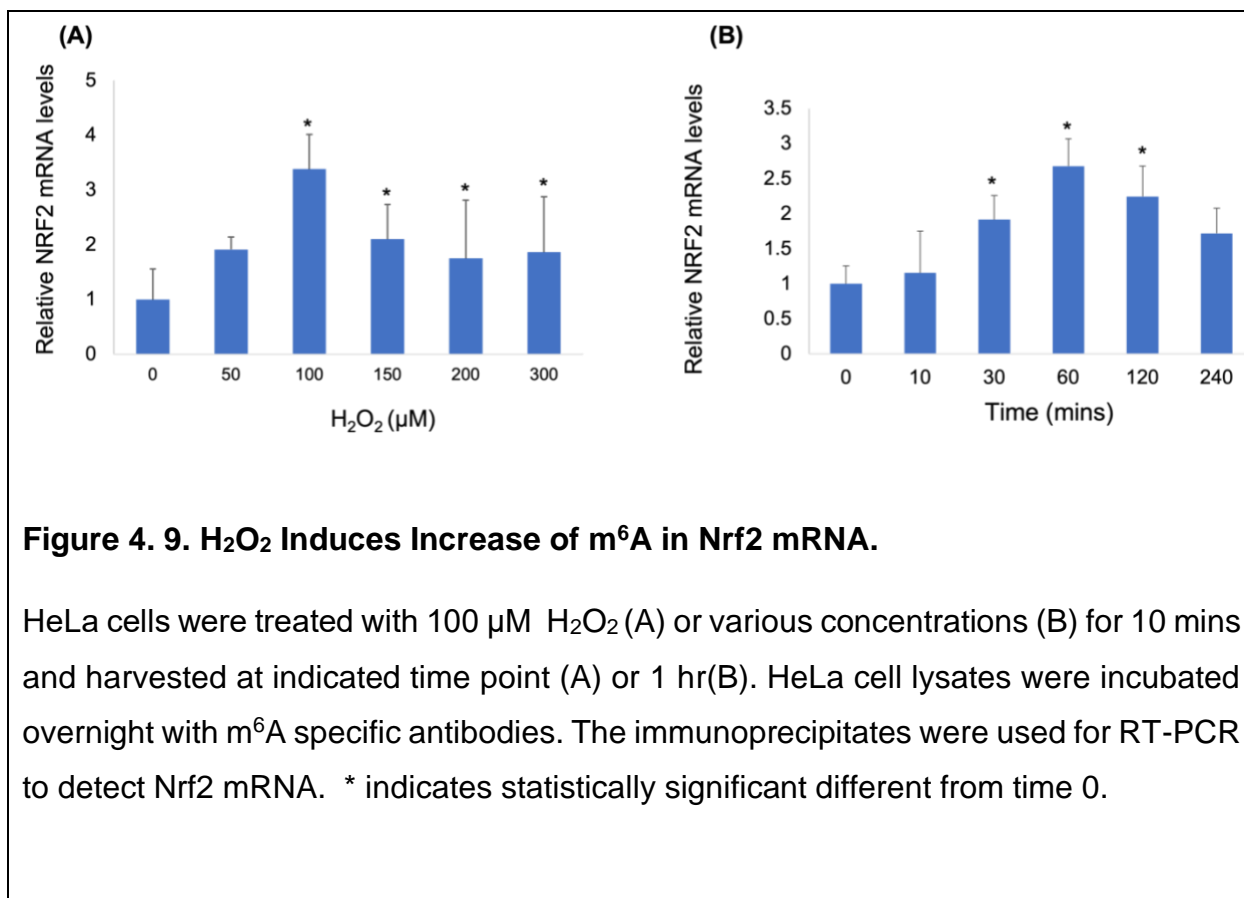 (A)
Relative NRF2 mRNA levels
5
4
3
2
1
0
*
*
*
*
0 50 100 150 200 300
H₂O₂ (µM)
(B)
Relative NRF2 mRNA levels
3.5
3
2.5
2
1.5
1
0.5
0
*
*
*
0 10 30 60 120 240
Time (mins)
Figure 4. 9. H₂O₂ Induces Increase of m⁶A in Nrf2 mRNA.
HeLa cells were treated with 100 µM H₂O₂ (A) or various concentrations (B) for 10 mins
and harvested at indicated time point (A) or 1 hr(B). HeLa cell lysates were incubated
overnight with m⁶A specific antibodies. The immunoprecipitates were used for RT-PCR
to detect Nrf2 mRNA. * indicates statistically significant different from time 0.